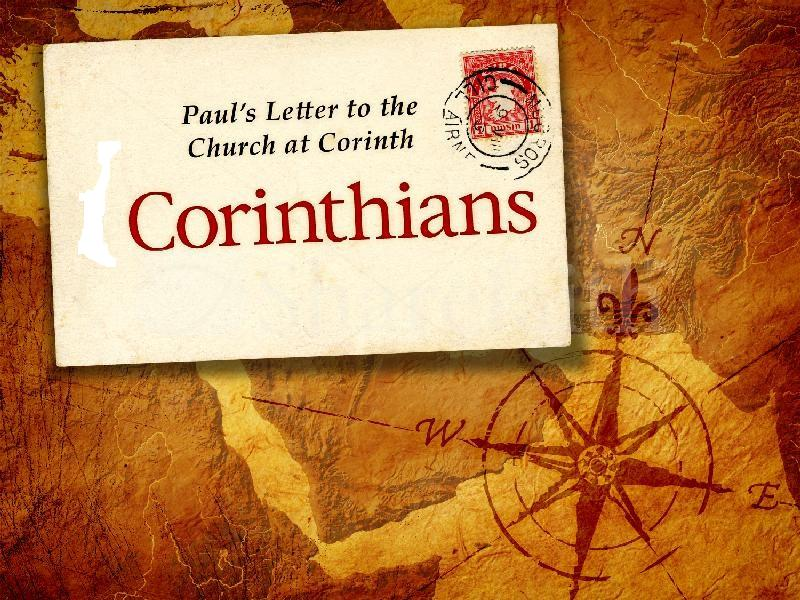 Paul's Letter to the
Church at Corinth
Corinthians
N
W
E